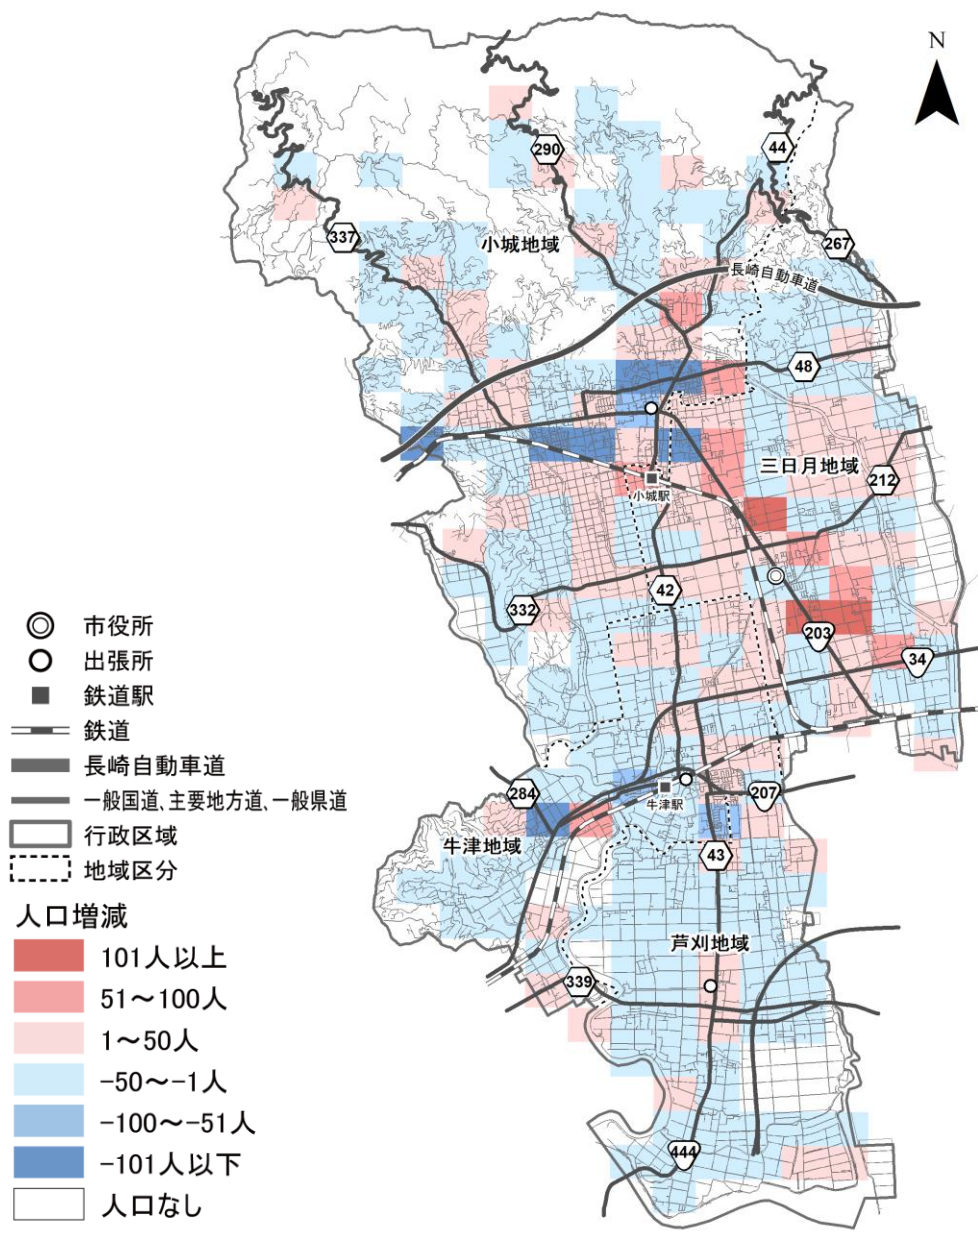 N
290
44
337
小城地域
267
長崎自動車道
48
三日月地域
212
小城駅
42
332
203
34
市役所
出張所
鉄道駅
鉄道
長崎自動車道
一般国道、主要地方道、一般県道
行政区域
地域区分
284
牛津駅
207
牛津地域
43
芦刈地域
339
444
人口増減
101人以上
51～100人
1～50人
-50～-1人
-100～-51人
-101人以下
人口なし